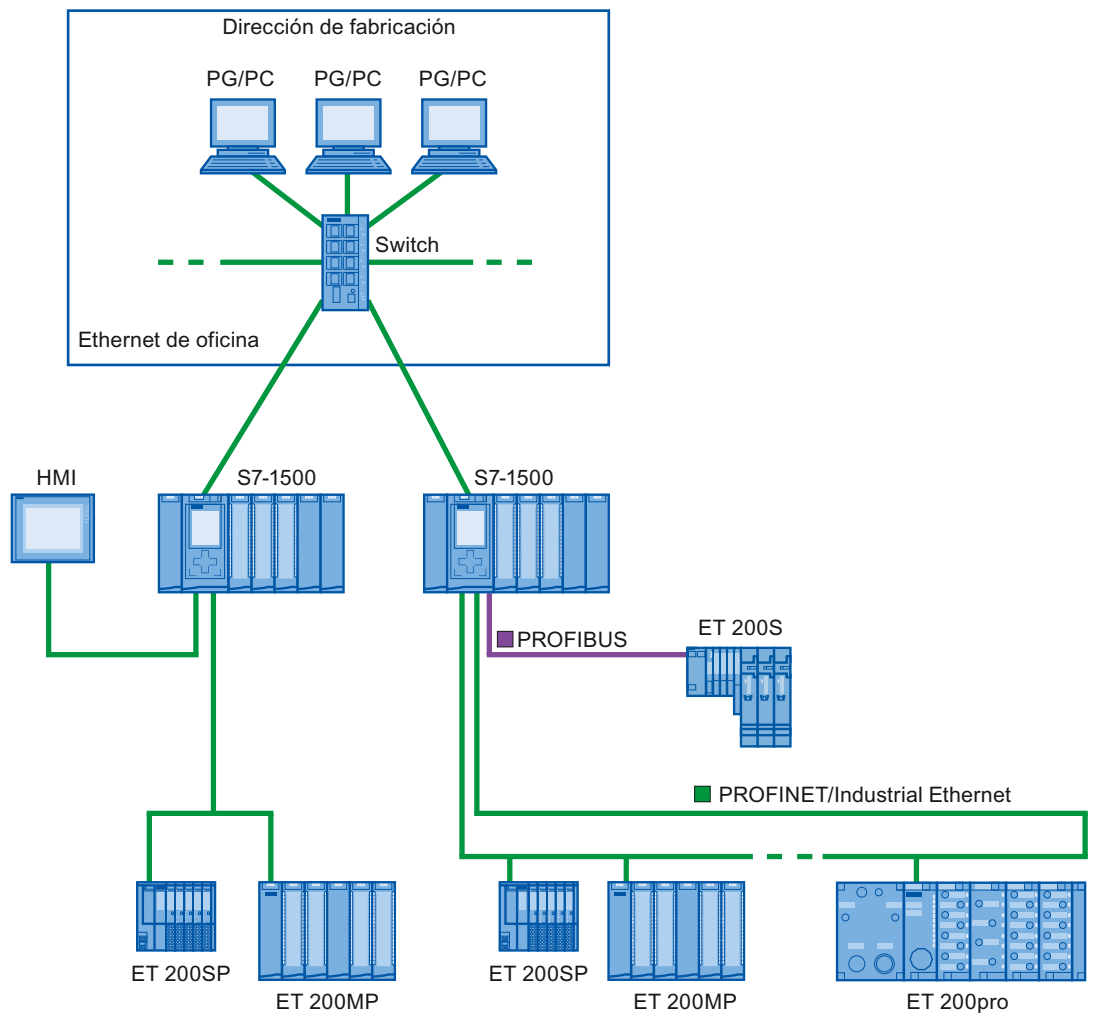 Dirección de fabricación
PG/PC
PG/PC
PG/PC
Switch
Ethernet de oficina
HMI
S7-1500
S7-1500
PROFIBUS
ET 200S
PROFINET/Industrial Ethernet
ET 200SP
ET 200MP
ET 200SP
ET 200MP
ET 200pro